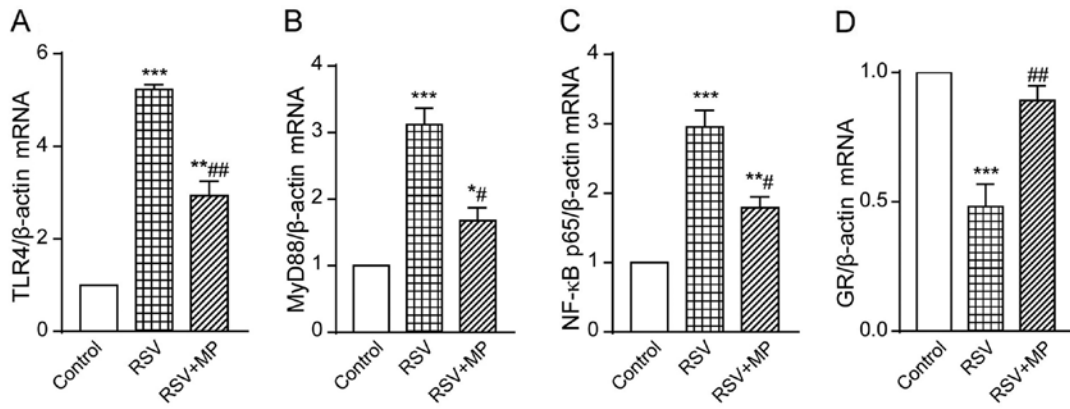 A
TLR4/β-actin mRNA
6
4
2
0
***
**##
Control
RSV
RSV+MP
B
MyD88/β-actin mRNA
4
3
2
1
0
***
*#
Control
RSV
RSV+MP
C
NF-κB p65/β-actin mRNA
4
3
2
1
0
***
**#
Control
RSV
RSV+MP
D
GR/β-actin mRNA
1.0
0.5
0.0
***
##
Control
RSV
RSV+MP